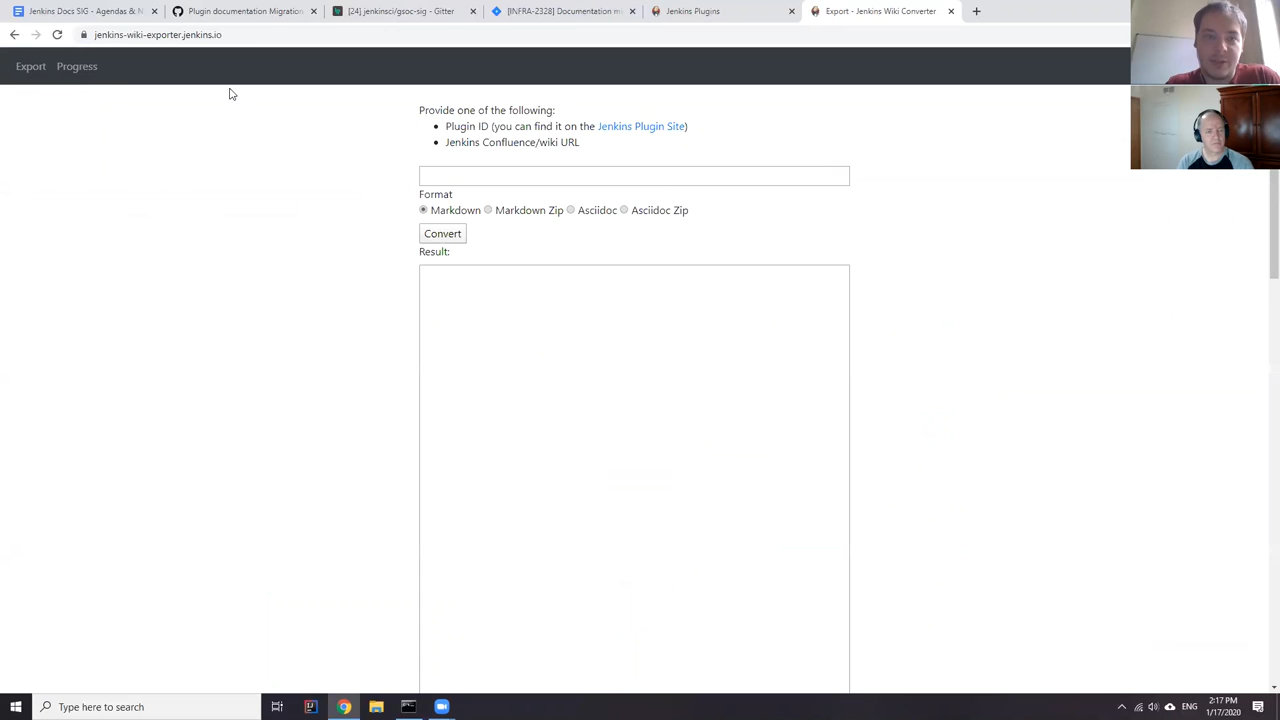 Jenkins Docs SIG - Agendas & N
Plugin documentation Migration
[24] jenkinsci/gsoc-sig - Gitter
[INFRA-2328] Documentation mi
Jenkins Plugins
Export - Jenkins Wiki Converter
jenkins-wiki-exporter.jenkins.io
Export Progress
Provide one of the following:
Plugin ID (you can find it on the Jenkins Plugin Site)
Jenkins Confluence/wiki URL
Format
Markdown Markdown Zip Asciidoc Asciidoc Zip
Convert
Result:
Type here to search
ENG
2:17 PM
1/17/2020